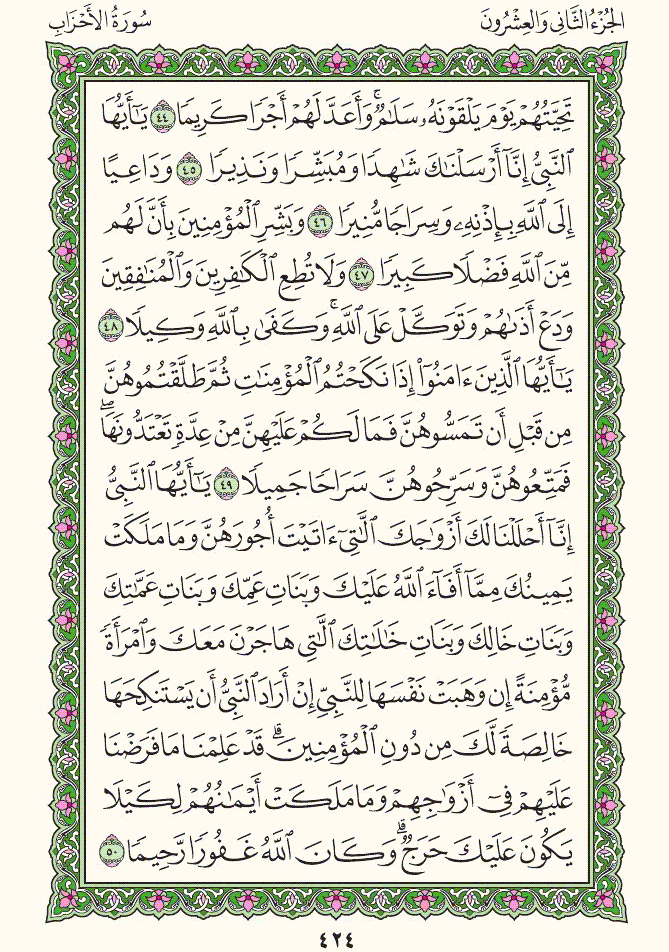 الجُزْءُ الثَّانِي وَالعِشْرُونَ
سُورَةُ الأَحْزَابِ
تَحِيَّتُهُمْ يَوْمَ يَلْقَوْنَهُۥ سَلَٰمٌۚ وَأَعَدَّ لَهُمْ أَجْرًا كَرِيمًا ٤٤ يَٰٓأَيُّهَا
ٱلنَّبِيُّ إِنَّآ أَرْسَلْنَٰكَ شَٰهِدًا وَمُبَشِّرًا وَنَذِيرًا ٤٥ وَدَاعِيًا
إِلَى ٱللَّهِ بِإِذْنِهِۦ وَسِرَاجًا مُّنِيرًا ٤٦ وَبَشِّرِ ٱلْمُؤْمِنِينَ بِأَنَّ لَهُم
مِّنَ ٱللَّهِ فَضْلًا كَبِيرًا ٤٧ وَلَا تُطِعِ ٱلْكَٰفِرِينَ وَٱلْمُنَٰفِقِينَ
وَدَعْ أَذَىٰهُمْ وَتَوَكَّلْ عَلَى ٱللَّهِۚ وَكَفَىٰ بِٱللَّهِ وَكِيلًا ٤٨
يَٰٓأَيُّهَا ٱلَّذِينَ ءَامَنُوٓا۟ إِذَا نَكَحْتُمُ ٱلْمُؤْمِنَٰتِ ثُمَّ طَلَّقْتُمُوهُنَّ
مِن قَبْلِ أَن تَمَسُّوهُنَّ فَمَا لَكُمْ عَلَيْهِنَّ مِنْ عِدَّةٍ تَعْتَدُّونَهَاۖ
فَمَتِّعُوهُنَّ وَسَرِّحُوهُنَّ سَرَاحًا جَمِيلًا ٤٩ يَٰٓأَيُّهَا ٱلنَّبِيُّ
إِنَّآ أَحْلَلْنَا لَكَ أَزْوَٰجَكَ ٱلَّٰتِيٓ ءَاتَيْتَ أُجُورَهُنَّ وَمَا مَلَكَتْ
يَمِينُكَ مِمَّآ أَفَآءَ ٱللَّهُ عَلَيْكَ وَبَنَاتِ عَمِّكَ وَبَنَاتِ عَمَّٰتِكَ
وَبَنَاتِ خَالِكَ وَبَنَاتِ خَٰلَٰتِكَ ٱلَّٰتِي هَاجَرْنَ مَعَكَ وَٱمْرَأَةً
مُّؤْمِنَةً إِن وَهَبَتْ نَفْسَهَا لِلنَّبِيِّ إِنْ أَرَادَ ٱلنَّبِيُّ أَن يَسْتَنكِحَهَا
خَالِصَةً لَّكَ مِن دُونِ ٱلْمُؤْمِنِينَۗ قَدْ عَلِمْنَا مَا فَرَضْنَا
عَلَيْهِمْ فِيٓ أَزْوَٰجِهِمْ وَمَا مَلَكَتْ أَيْمَٰنُهُمْ لِكَيْلَا
يَكُونَ عَلَيْكَ حَرَجٌۗ وَكَانَ ٱللَّهُ غَفُورًا رَّحِيمًا ٥٠
٤٢٤